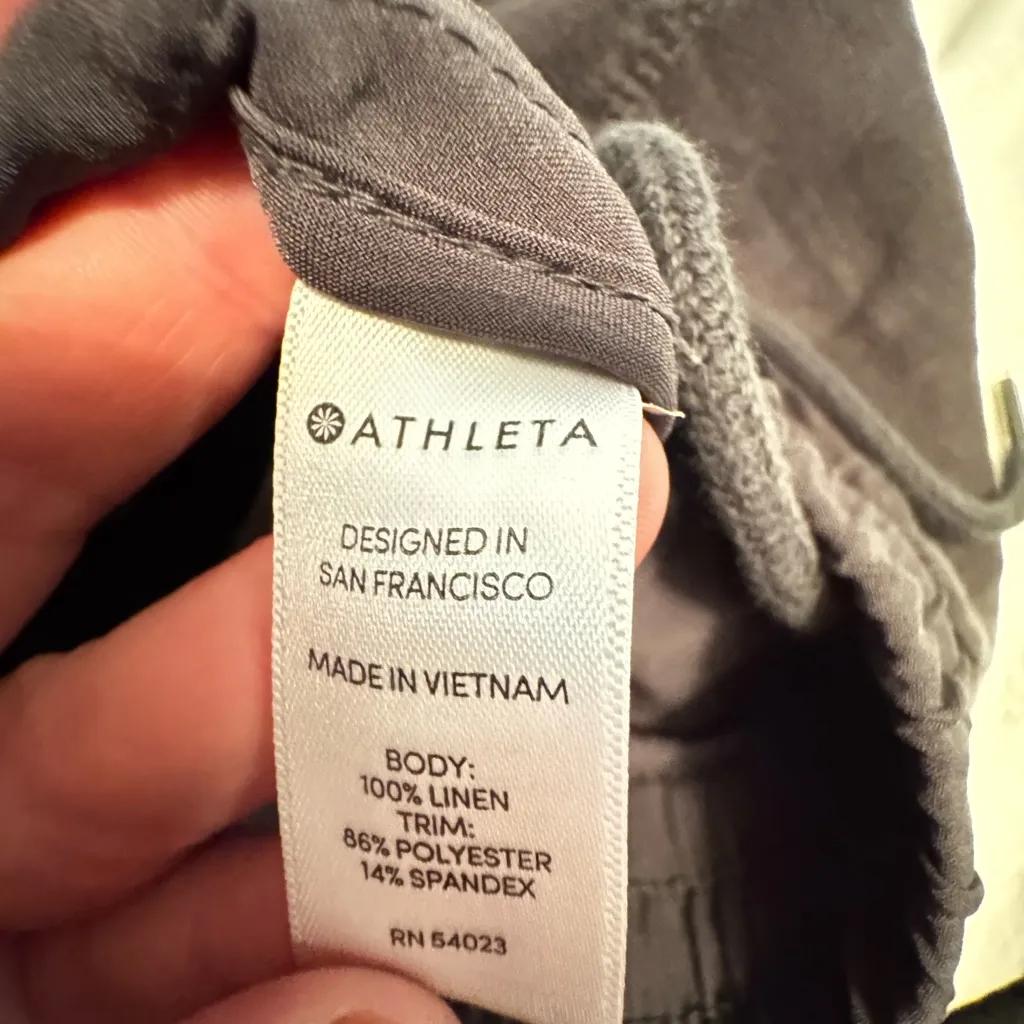 ATHLETA
DESIGNED IN
SAN FRANCISCO
MADE IN VIETNAM
BODY:
100% LINEN
TRIM:
86% POLYESTER
14% SPANDEX
RN 54023